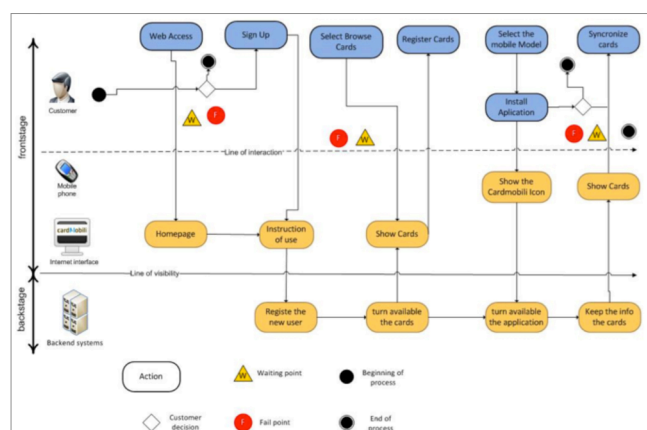 Web Access
Sign Up
Select Browse
Cards
Register Cards
Select the
mobile Model
Syncronize
cards
frontstage
Customer
Install
Aplication
W
F
F
W
F
W
Line of interaction
Mobile
phone
Show the
Cardmobili Icon
Show Cards
cardMobili
Internet interface
Homepage
Instruction
of use
Show Cards
Line of visibility
backstage
Backend systems
Registe the
new user
turn available
the cards
turn available
the application
Keep the info
the cards
Action
W
Waiting point
Beginning of
process
Customer
decision
F
Fail point
End of
process